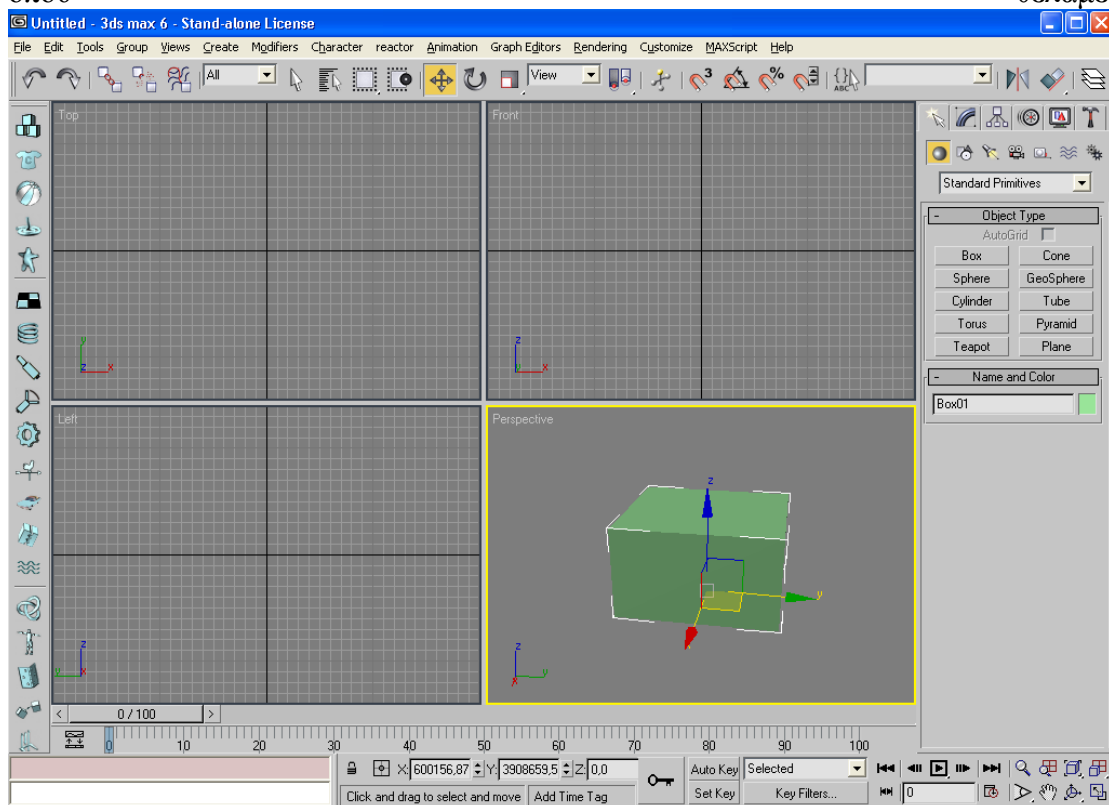 Untitled - 3ds max 6 - Stand-alone License
File Edit Tools Group Views Create Modifiers Character reactor Animation Graph Editors Rendering Customize MAXScript Help
All View ABC
Top Front
Standard Primitives
- Object Type
AutoGrid
Box Cone
Sphere GeoSphere
Cylinder Tube
Torus Pyramid
Teapot Plane
- Name and Color
Box01
y z
z x x
Left Perspective
z
y
z z
y x y
x
< 0 / 100 >
0 10 20 30 40 50 60 70 80 90 100
X: 600156,87 Y: 3908659,5 Z: 0,0 Auto Key Selected
Click and drag to select and move Add Time Tag Set Key Key Filters... 0